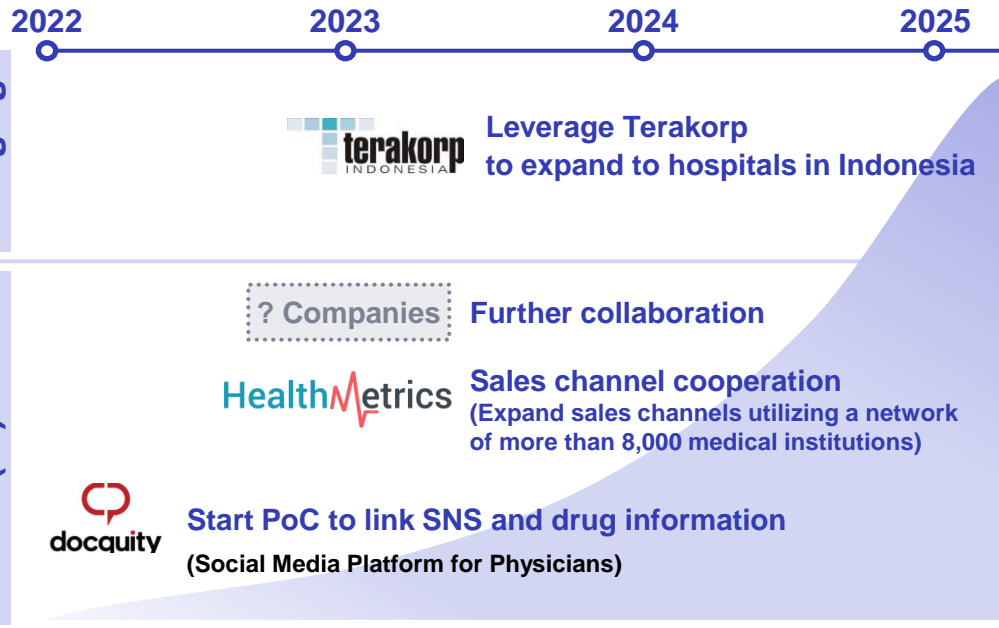 2022
2023
2024
2025
terakorp
INDONESIA
Leverage Terakorp
to expand to hospitals in Indonesia
? Companies
Further collaboration
HealthMetrics
Sales channel cooperation
(Expand sales channels utilizing a network
of more than 8,000 medical institutions)
docquity
Start PoC to link SNS and drug information
(Social Media Platform for Physicians)